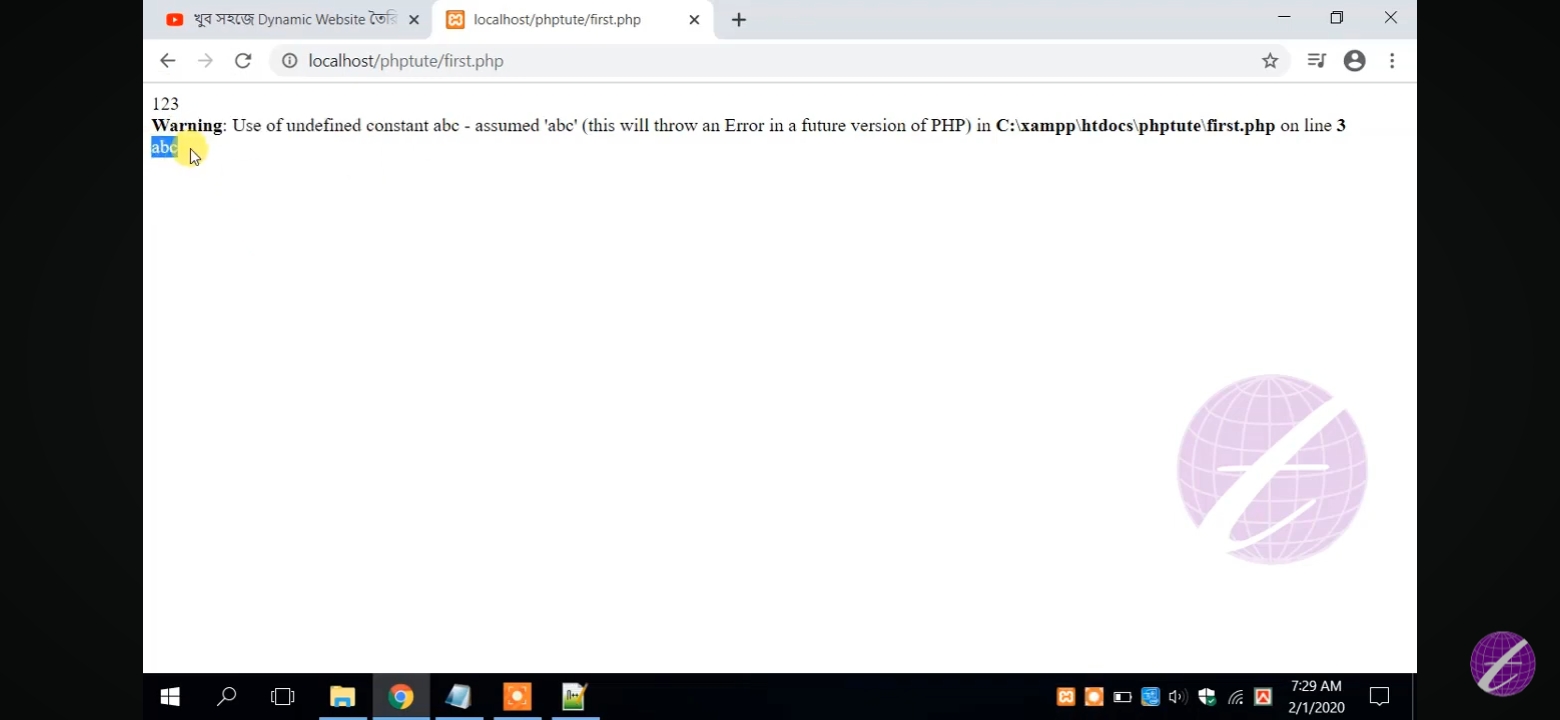 খুব সহজে Dynamic Website তৈরি
localhost/phptute/first.php
localhost/phptute/first.php
123
Warning: Use of undefined constant abc - assumed 'abc' (this will throw an Error in a future version of PHP) in C:\xampp\htdocs\phptute\first.php on line 3
abc
7:29 AM
2/1/2020